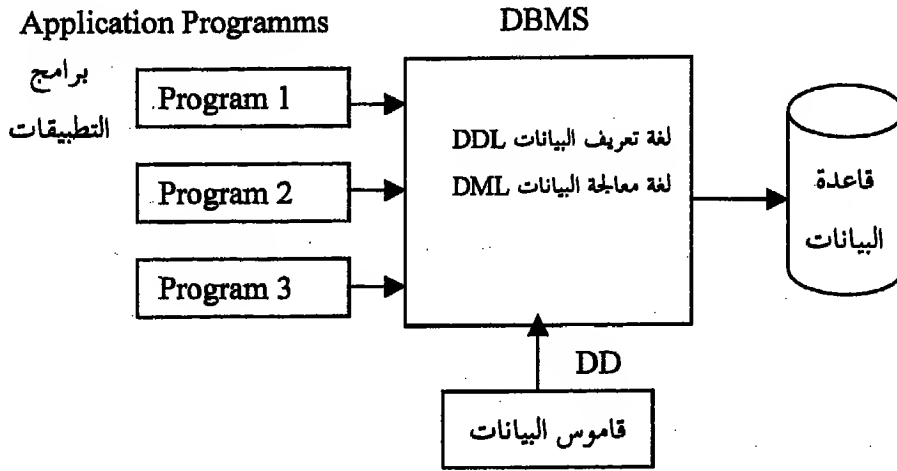 Application Programms
DBMS
برامج
التطبيقات
Program 1
Program 2
Program 3
لغة تعريف البيانات DDL
لغة معالجة البيانات DML
قاعدة
البيانات
DD
قاموس البيانات